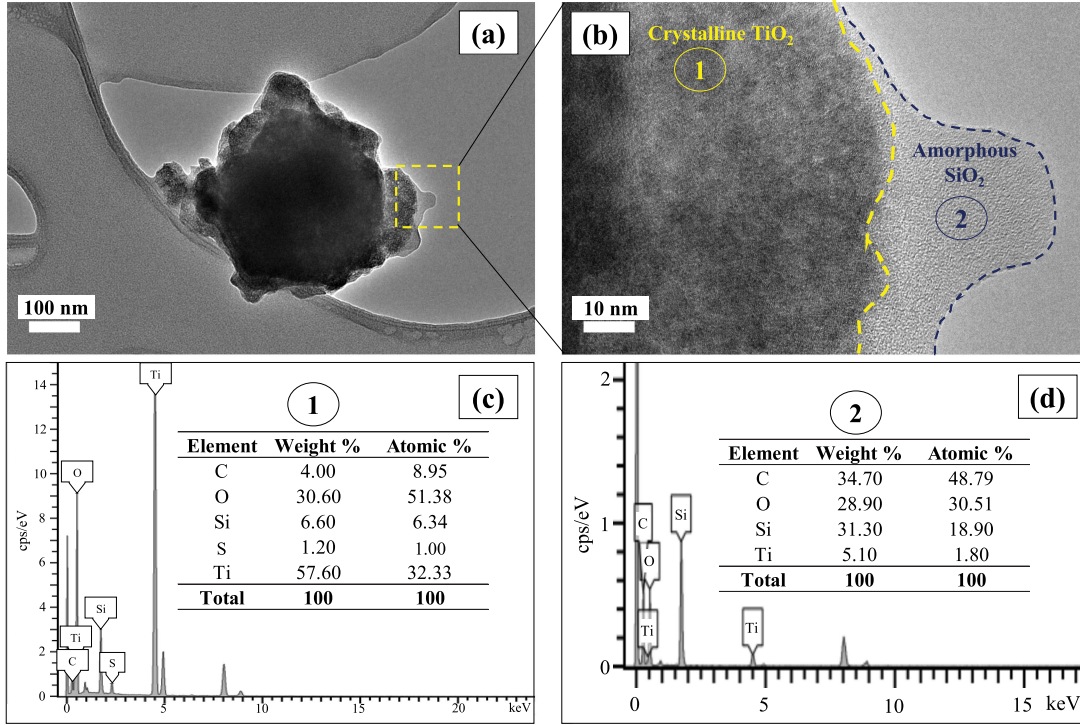 (a)
100 nm
(b)
Crystalline TiO₂
1
Amorphous
SiO₂
2
10 nm
(c)
1
Element Weight % Atomic %
C 4.00 8.95
O 30.60 51.38
Si 6.60 6.34
S 1.20 1.00
Ti 57.60 32.33
Total 100 100
Ti
O
Si
Ti
C
S
cps/eV
14
12
10
8
6
4
2
0
0 5 10 15 20 keV
(d)
2
Element Weight % Atomic %
C 34.70 48.79
O 28.90 30.51
Si 31.30 18.90
Ti 5.10 1.80
Total 100 100
C
Si
O
Ti
Ti
cps/eV
2
1
0
0 5 10 15 keV